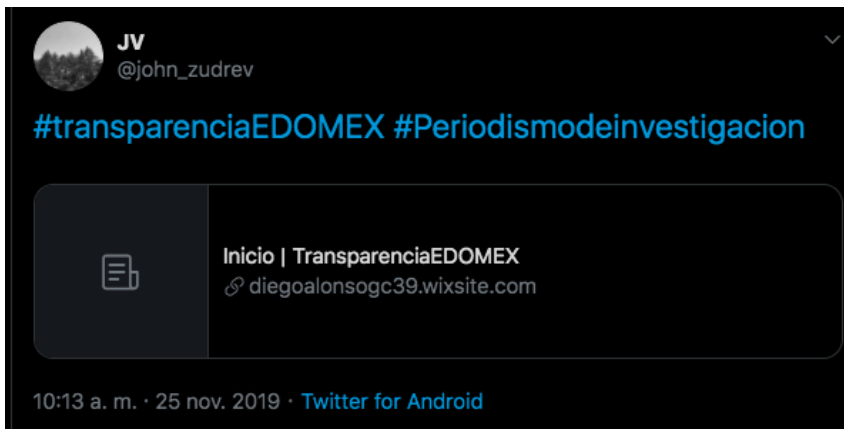 JV
@john_zudrev
#transparenciaEDOMEX #Periodismodeinvestigacion
Inicio | TransparenciaEDOMEX
diegoalonsogc39.wixsite.com
10:13 a. m. · 25 nov. 2019 · Twitter for Android